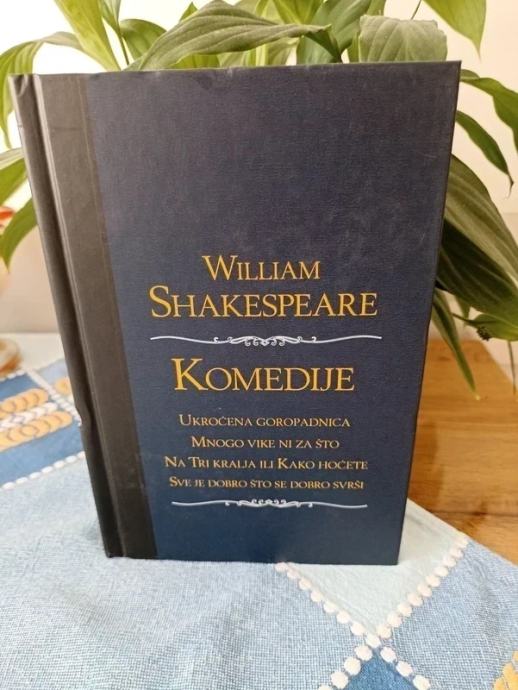 WILLIAM
SHAKESPEARE
KOMEDIJE
UKROĆENA GOROPADNICA
MNOGO VIKE NI ZA ŠTO
NA TRI KRALJA ILI KAKO HOĆETE
SVE JE DOBRO ŠTO SE DOBRO SVRŠI